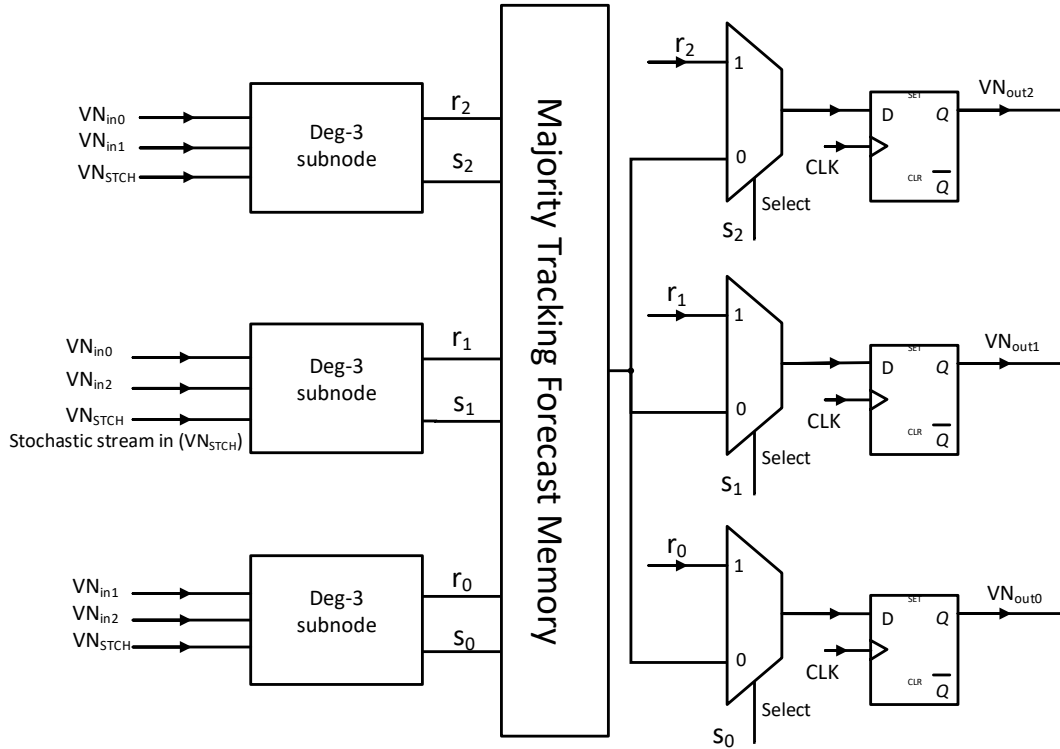 VNin0
VNin1
VNSTCH
Deg-3
subnode
r2
s2
VNin0
VNin2
VNSTCH
Stochastic stream in (VNSTCH)
Deg-3
subnode
r1
s1
VNin1
VNin2
VNSTCH
Deg-3
subnode
r0
s0
Majority Tracking Forecast Memory
r2
1
0
Select
s2
CLK
SET
D
Q
CLR
Q
VNout2
r1
1
0
Select
s1
CLK
SET
D
Q
CLR
Q
VNout1
r0
1
0
Select
s0
CLK
SET
D
Q
CLR
Q
VNout0